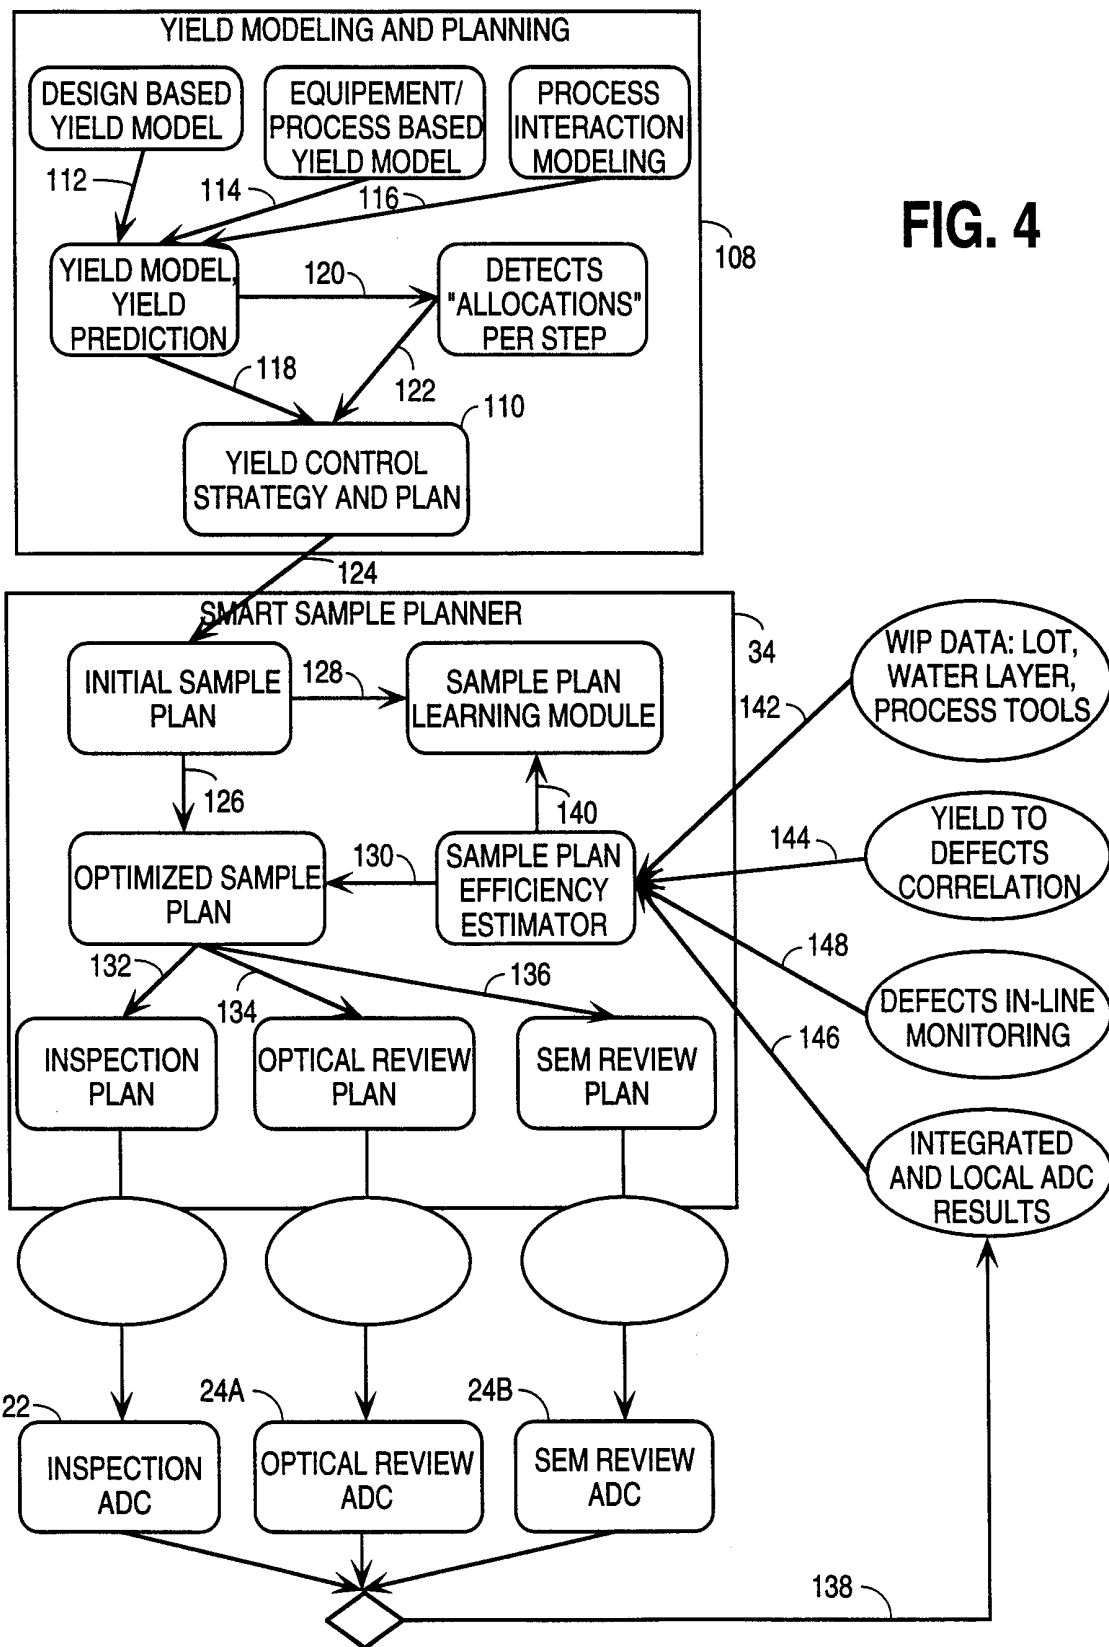 YIELD MODELING AND PLANNING
DESIGN BASED
YIELD MODEL
EQUIPEMENT/
PROCESS BASED
YIELD MODEL
PROCESS
INTERACTION
MODELING
112
114
116
FIG. 4
108
YIELD MODEL,
YIELD
PREDICTION
120
DETECTS
"ALLOCATIONS"
PER STEP
118
122
110
YIELD CONTROL
STRATEGY AND PLAN
124
SMART SAMPLE PLANNER
34
INITIAL SAMPLE
PLAN
128
SAMPLE PLAN
LEARNING MODULE
142
WIP DATA: LOT,
WATER LAYER,
PROCESS TOOLS
126
140
OPTIMIZED SAMPLE
PLAN
130
SAMPLE PLAN
EFFICIENCY
ESTIMATOR
144
YIELD TO
DEFECTS
CORRELATION
132
134
136
148
DEFECTS IN-LINE
MONITORING
INSPECTION
PLAN
OPTICAL REVIEW
PLAN
SEM REVIEW
PLAN
146
INTEGRATED
AND LOCAL ADC
RESULTS
22
24A
24B
INSPECTION
ADC
OPTICAL REVIEW
ADC
SEM REVIEW
ADC
138